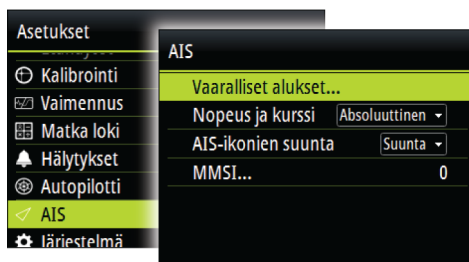 Asetukset
Kalibrointi
Vaimennus
Matka loki
Hälytykset
Autopilotti
AIS
Järjestelmä
AIS
Vaaralliset alukset...
Nopeus ja kurssi Absoluuttinen
AIS-ikonien suunta Suunta
MMSI... 0